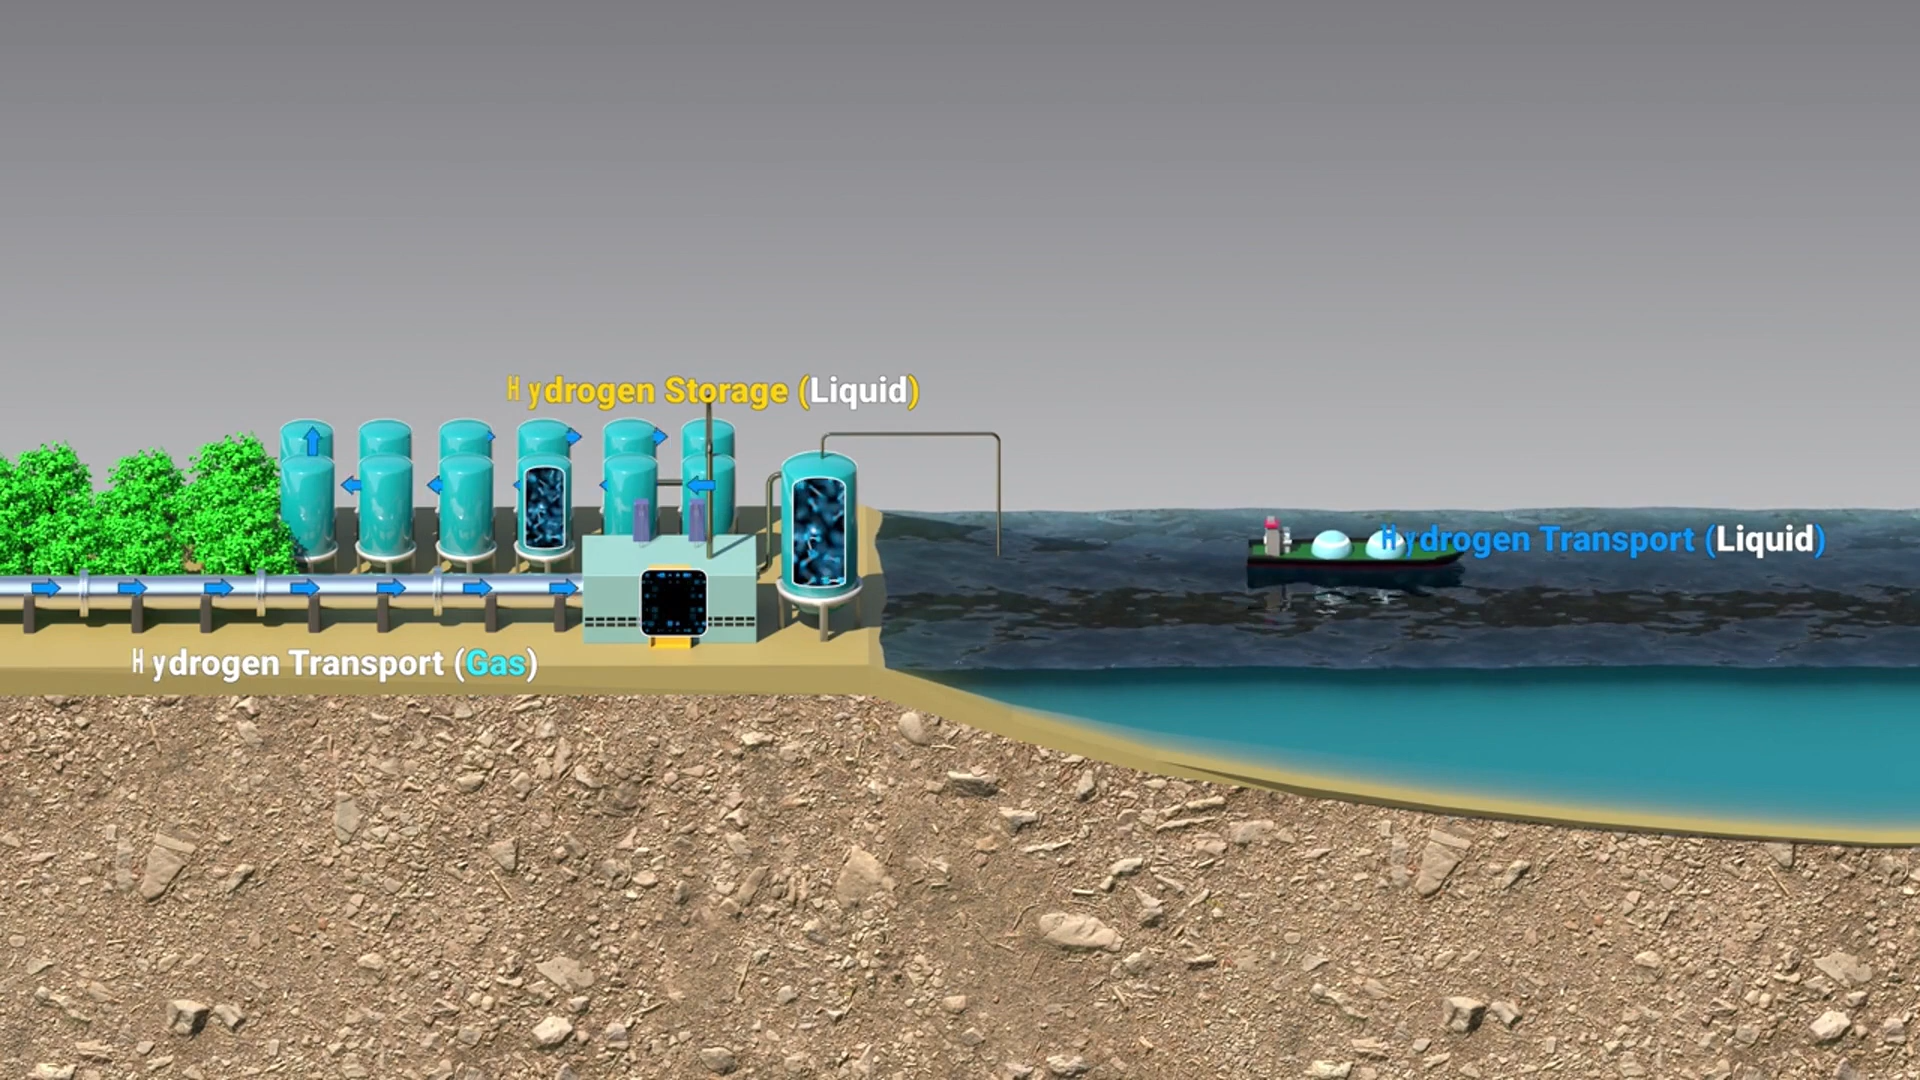 Hydrogen Storage (Liquid)
Hydrogen Transport (Liquid)
Hydrogen Transport (Gas)